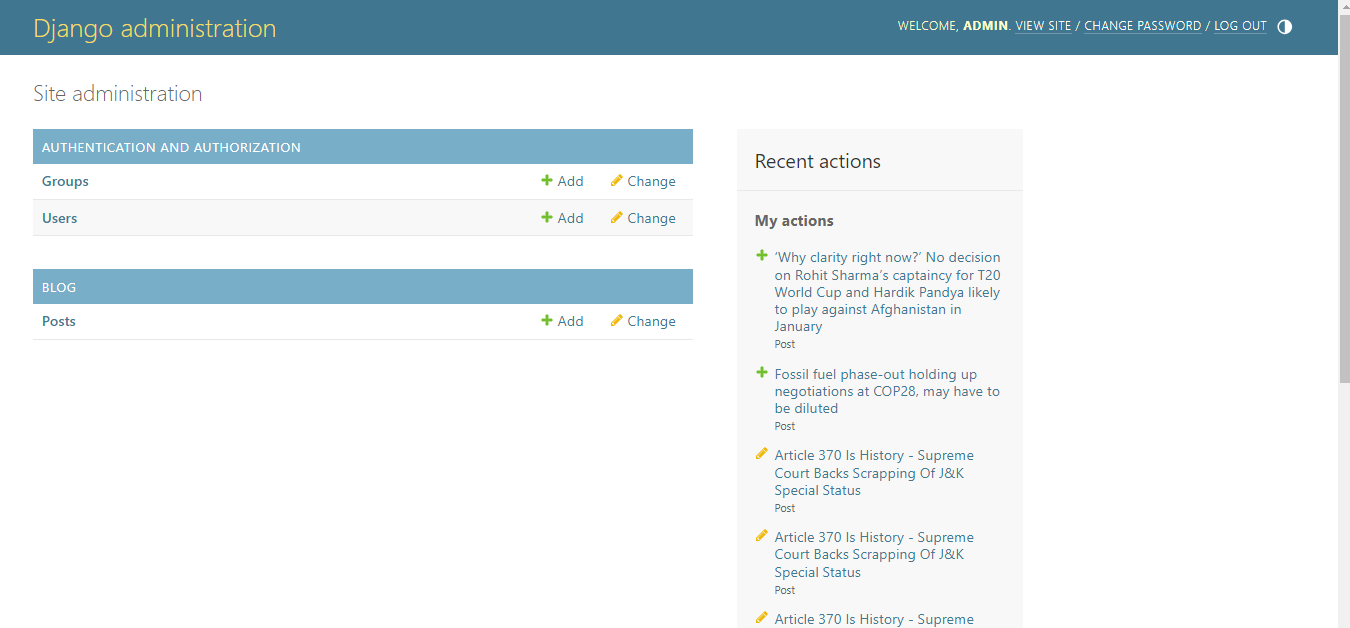 Django administration
WELCOME, ADMIN. VIEW SITE / CHANGE PASSWORD / LOG OUT
Site administration
AUTHENTICATION AND AUTHORIZATION
Groups Add Change
Users Add Change
BLOG
Posts Add Change
Recent actions
My actions
‘Why clarity right now?’ No decision
on Rohit Sharma’s captaincy for T20
World Cup and Hardik Pandya likely
to play against Afghanistan in
January
Post
Fossil fuel phase-out holding up
negotiations at COP28, may have to
be diluted
Post
Article 370 Is History - Supreme
Court Backs Scrapping Of J&K
Special Status
Post
Article 370 Is History - Supreme
Court Backs Scrapping Of J&K
Special Status
Post
Article 370 Is History - Supreme